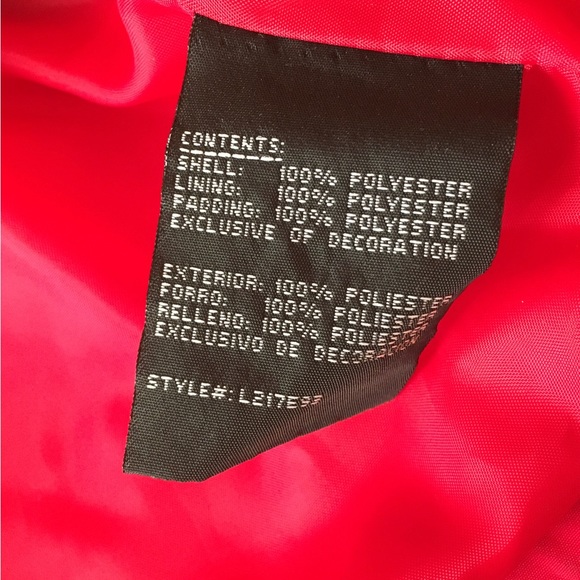 CONTENTS:
SHELL: 100% POLYESTER
LINING: 100% POLYESTER
PADDING: 100% POLYESTER
EXCLUSIVE OF DECORATION
EXTERIOR: 100% POLIESTER
FORRO: 100% POLIESTER
RELLENO: 100% POLIESTER
EXCLUSIVO DE DECORACION
STYLE#: